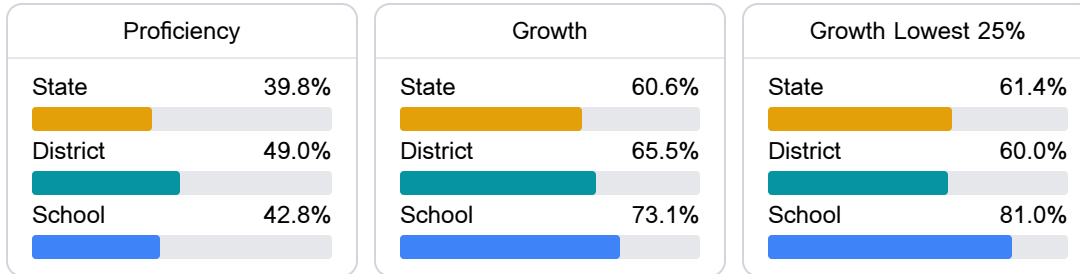 Proficiency
State 39.8%
District 49.0%
School 42.8%
Growth
State 60.6%
District 65.5%
School 73.1%
Growth Lowest 25%
State 61.4%
District 60.0%
School 81.0%